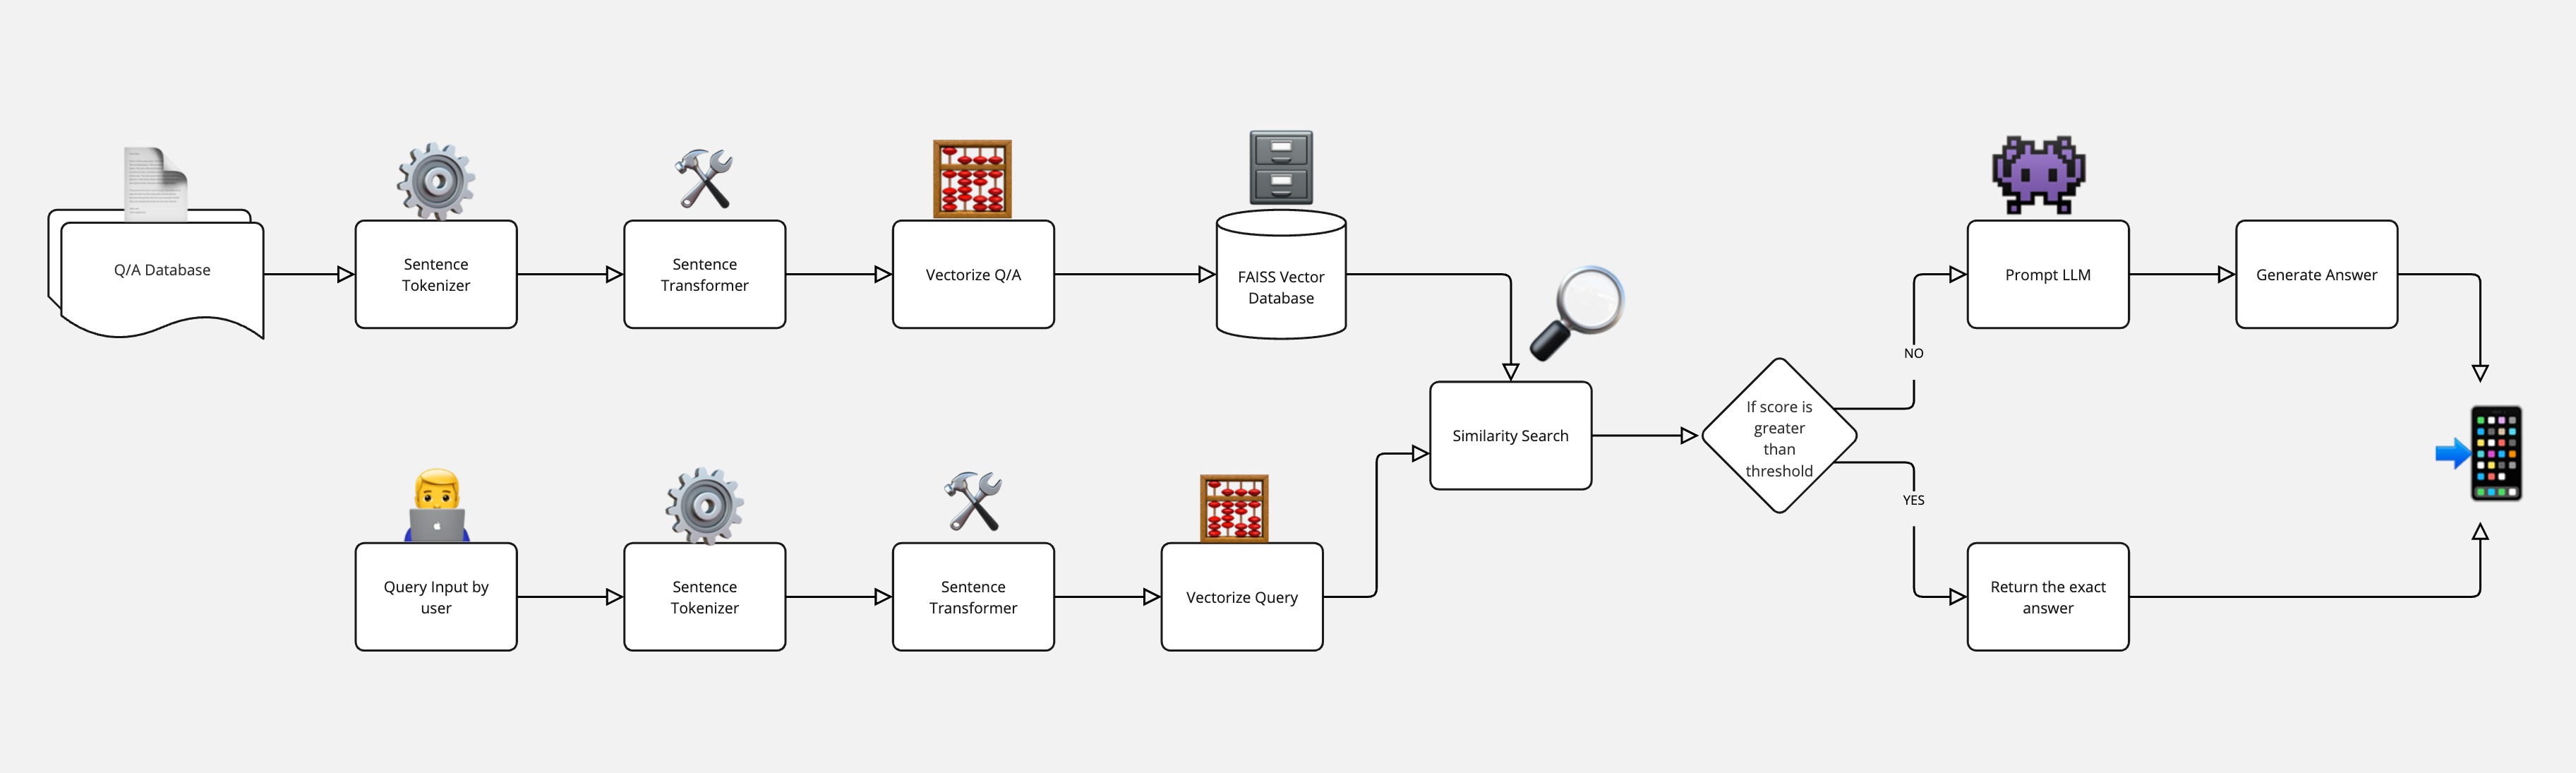 Q/A Database
Sentence
Tokenizer
Sentence
Transformer
Vectorize Q/A
FAISS Vector
Database
Prompt LLM
Generate Answer
NO
Similarity Search
If score is
greater
than
threshold
YES
Query Input by
user
Sentence
Tokenizer
Sentence
Transformer
Vectorize Query
Return the exact
answer